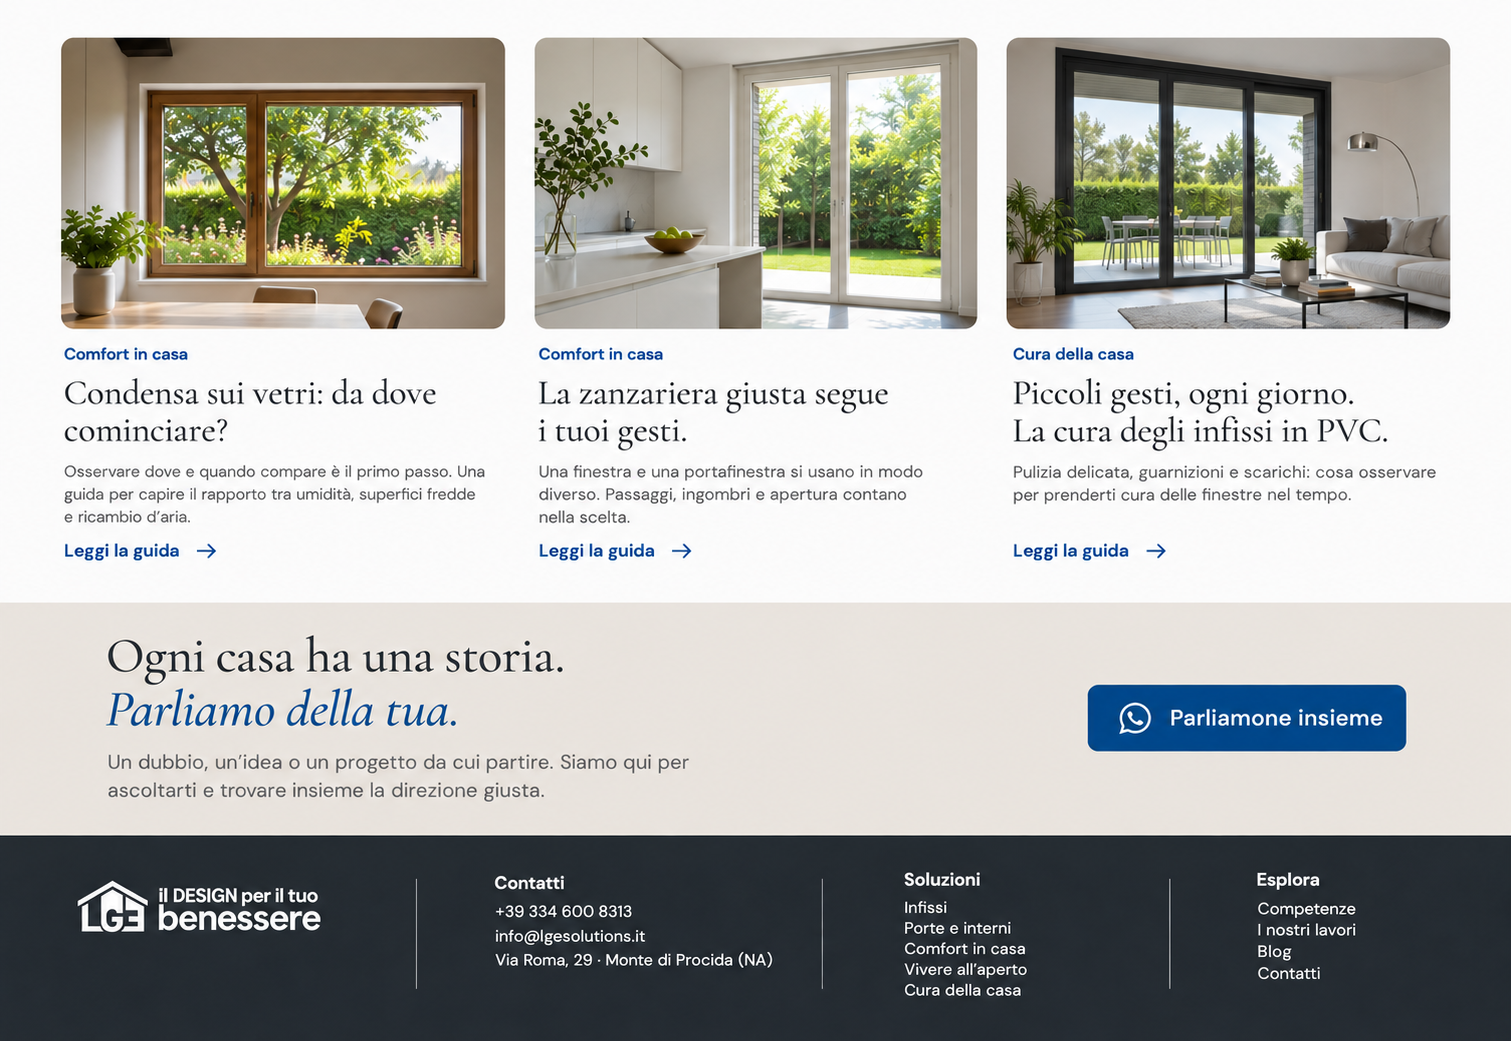 Comfort in casa
Condensa sui vetri: da dove
cominciare?
Osservare dove e quando compare è il primo passo. Una
guida per capire il rapporto tra umidità, superfici fredde
e ricambio d’aria.
Leggi la guida →
Comfort in casa
La zanzariera giusta segue
i tuoi gesti.
Una finestra e una portafinestra si usano in modo
diverso. Passaggi, ingombri e apertura contano
nella scelta.
Leggi la guida →
Cura della casa
Piccoli gesti, ogni giorno.
La cura degli infissi in PVC.
Pulizia delicata, guarnizioni e scarichi: cosa osservare
per prenderti cura delle finestre nel tempo.
Leggi la guida →
Ogni casa ha una storia.
Parliamo della tua.
Un dubbio, un’idea o un progetto da cui partire. Siamo qui per
ascoltarti e trovare insieme la direzione giusta.
Parliamone insieme
LGE
il DESIGN per il tuo
benessere
Contatti
+39 334 600 8313
info@lgesolutions.it
Via Roma, 29 · Monte di Procida (NA)
Soluzioni
Infissi
Porte e interni
Comfort in casa
Vivere all’aperto
Cura della casa
Esplora
Competenze
I nostri lavori
Blog
Contatti